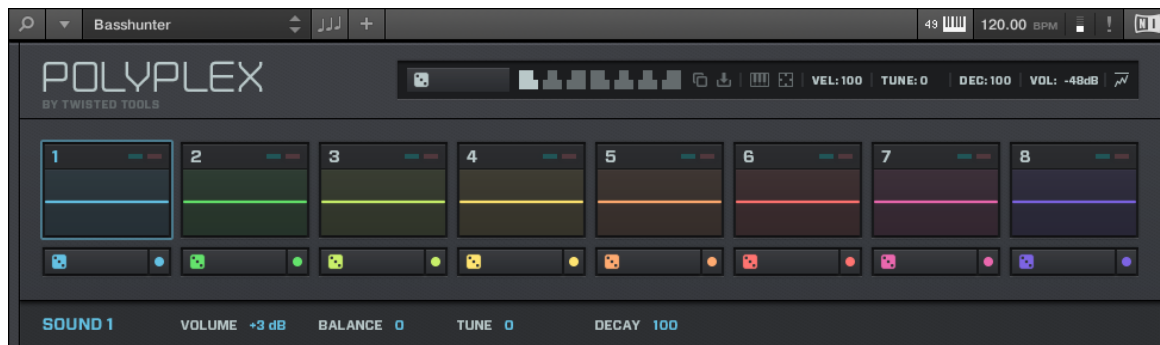 Basshunter
49
120.00 BPM
NI
POLYPLEX
BY TWISTED TOOLS
VEL: 100
TUNE: 0
DEC: 100
VOL: -48dB
1 2 3 4 5 6 7 8
SOUND 1 VOLUME +3 dB BALANCE 0 TUNE 0 DECAY 100